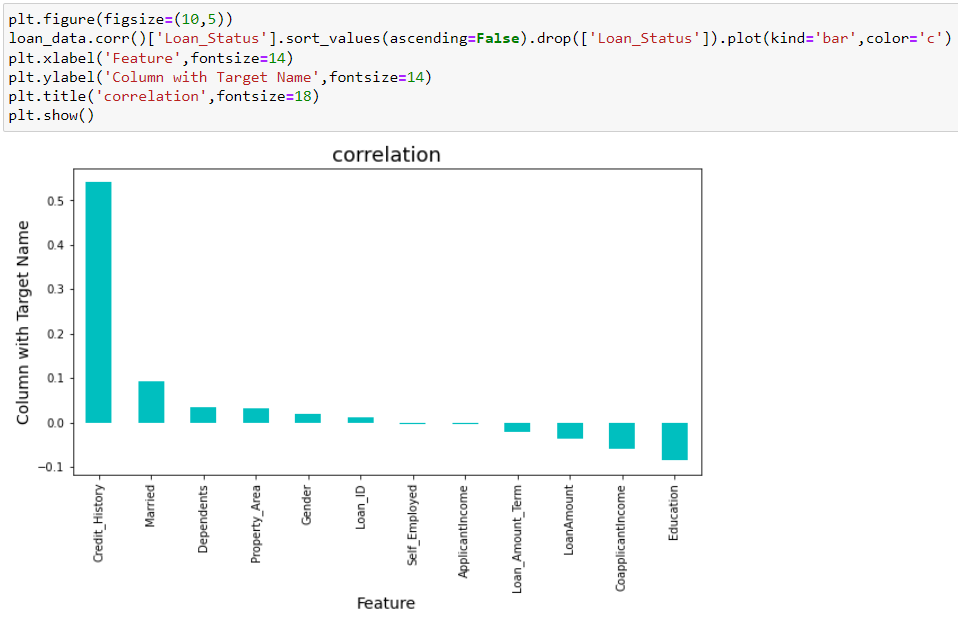 plt.figure(figsize=(10,5))
loan_data.corr()['Loan_Status'].sort_values(ascending=False).drop(['Loan_Status']).plot(kind='bar',color='c')
plt.xlabel('Feature',fontsize=14)
plt.ylabel('Column with Target Name',fontsize=14)
plt.title('correlation',fontsize=18)
plt.show()
correlation
Column with Target Name
0.5
0.4
0.3
0.2
0.1
0.0
−0.1
Credit_History
Married
Dependents
Property_Area
Gender
Loan_ID
Self_Employed
ApplicantIncome
Loan_Amount_Term
LoanAmount
CoapplicantIncome
Education
Feature